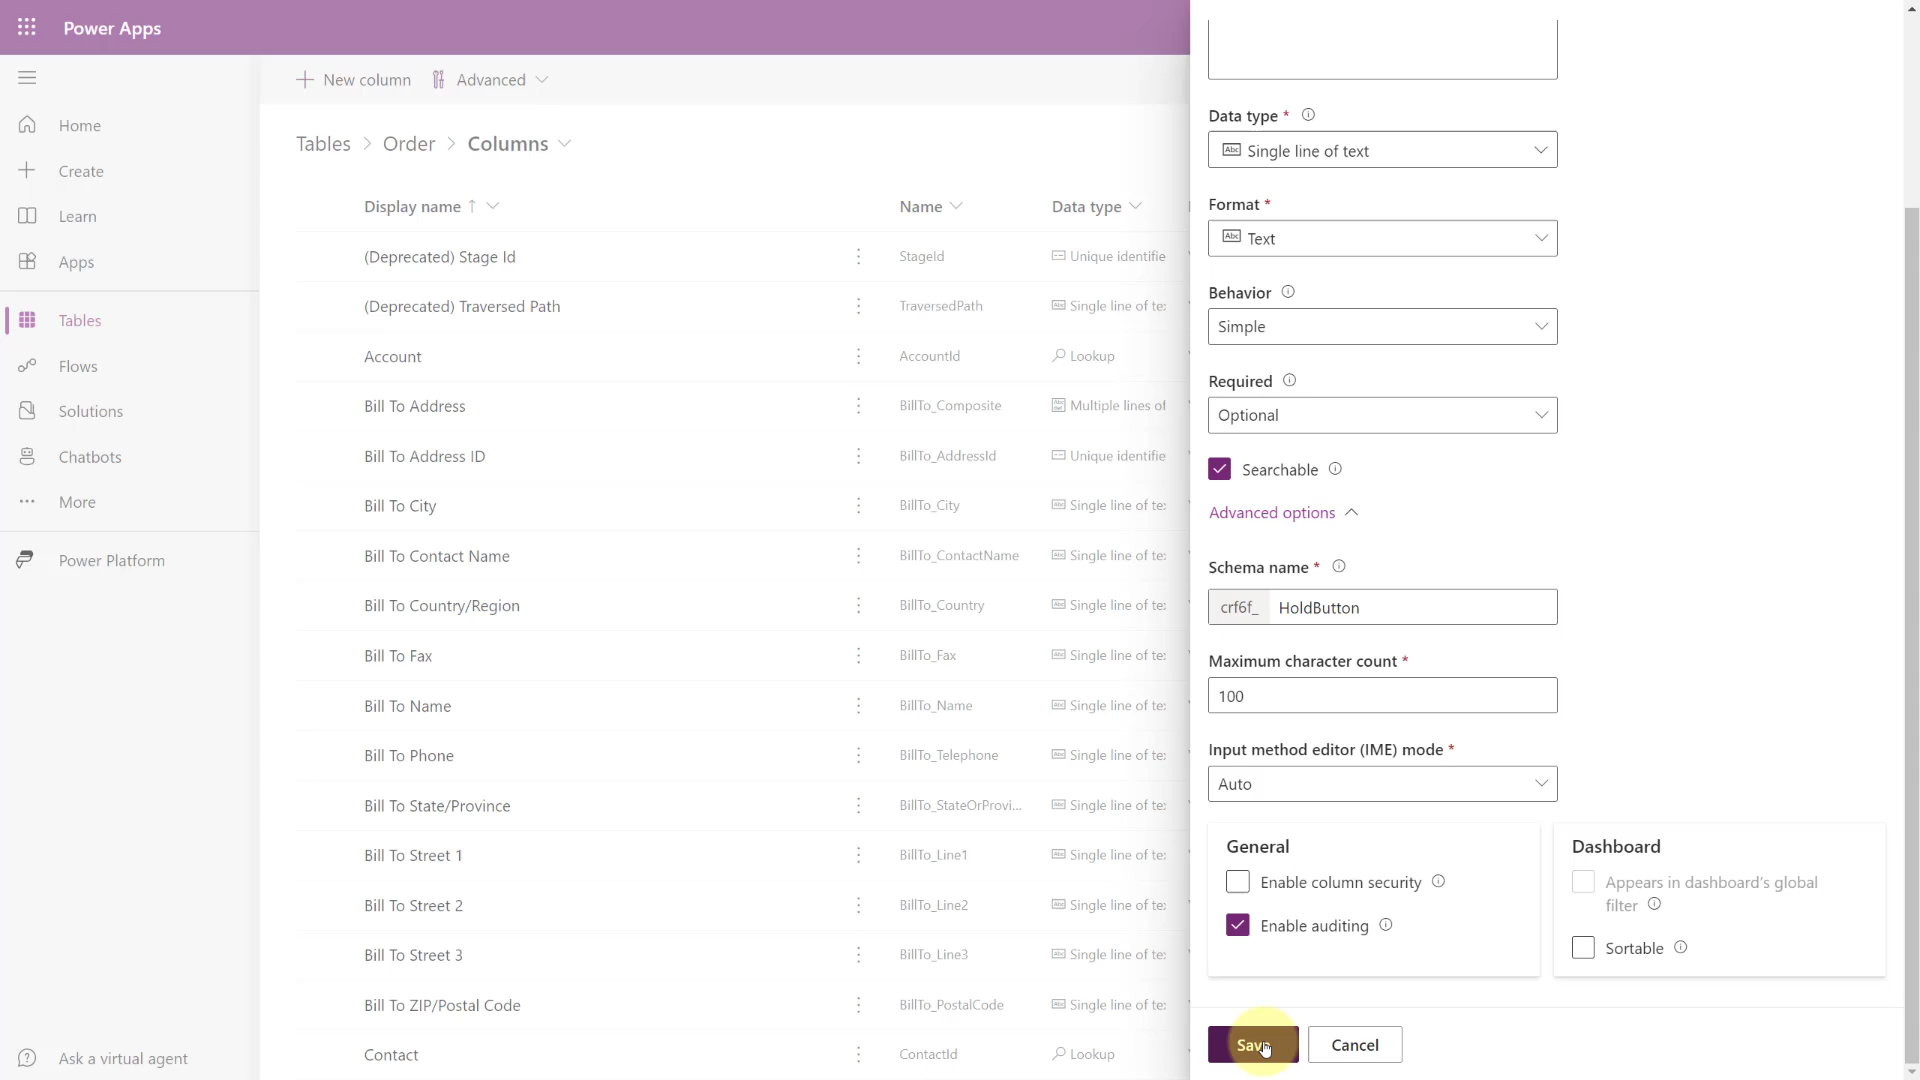 Power Apps
New column
Advanced
Home
Create
Learn
Apps
Tables
Flows
Solutions
Chatbots
More
Power Platform
Ask a virtual agent
Tables > Order > Columns
Display name ↑ Name Data type
(Deprecated) Stage Id StageId Unique identifie
(Deprecated) Traversed Path TraversedPath Single line of te
Account AccountId Lookup
Bill To Address BillTo_Composite Multiple lines of
Bill To Address ID BillTo_AddressId Unique identifie
Bill To City BillTo_City Single line of te
Bill To Contact Name BillTo_ContactName Single line of te
Bill To Country/Region BillTo_Country Single line of te
Bill To Fax BillTo_Fax Single line of te
Bill To Name BillTo_Name Single line of te
Bill To Phone BillTo_Telephone Single line of te
Bill To State/Province BillTo_StateOrProvi... Single line of te
Bill To Street 1 BillTo_Line1 Single line of te
Bill To Street 2 BillTo_Line2 Single line of te
Bill To Street 3 BillTo_Line3 Single line of te
Bill To ZIP/Postal Code BillTo_PostalCode Single line of te
Contact ContactId Lookup
Data type *
Abc Single line of text
Format *
Abc Text
Behavior
Simple
Required
Optional
Searchable
Advanced options
Schema name *
crf6f_ HoldButton
Maximum character count *
100
Input method editor (IME) mode *
Auto
General
Enable column security
Enable auditing
Dashboard
Appears in dashboard's global
filter
Sortable
Save
Cancel